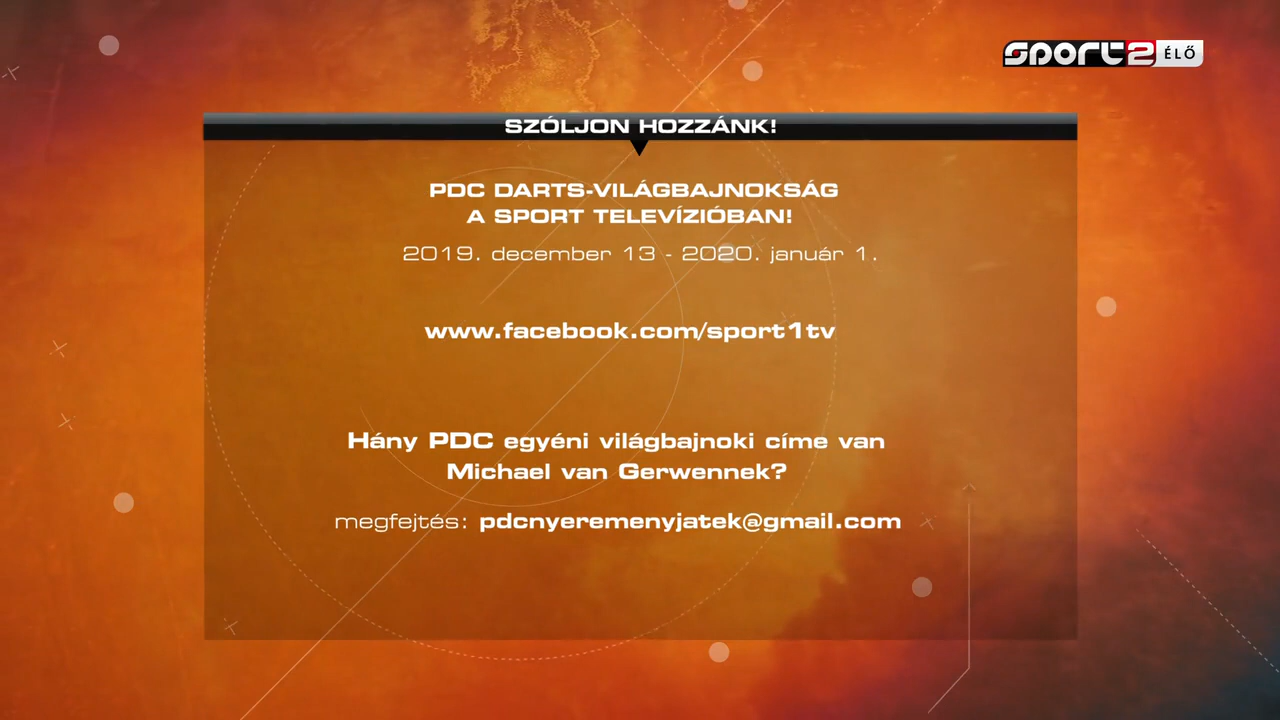 SPORT2 ÉLŐ
SZÓLJON HOZZÁNK!
PDC DARTS-VILÁGBAJNOKSÁG
A SPORT TELEVÍZIÓBAN!
2019. december 13 - 2020. január 1.
www.facebook.com/sport1tv
Hány PDC egyéni világbajnoki címe van
Michael van Gerwennek?
megfejtés: pdcnyeremenyjatek@gmail.com